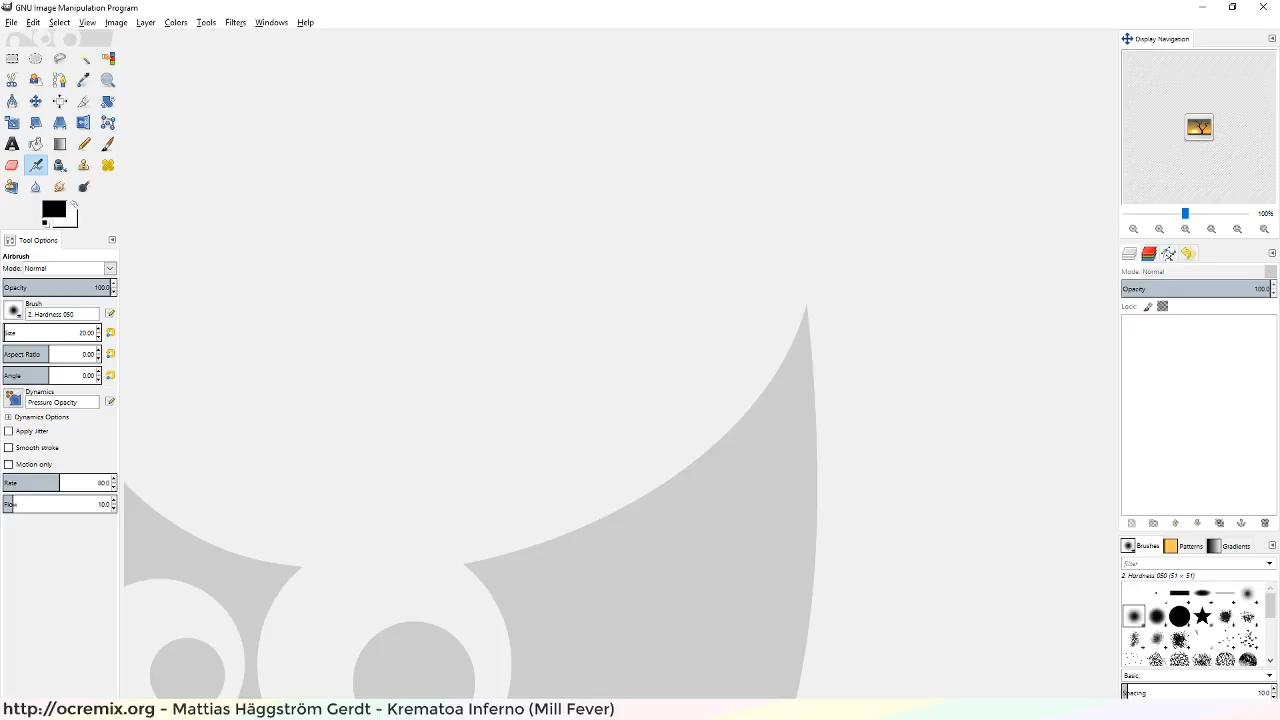 GNU Image Manipulation Program
File Edit Select View Image Layer Colors Tools Filters Windows Help
Display Navigation
100%
Tool Options
Airbrush
Mode: Normal
Opacity 100.0
Brush
2. Hardness 050
Size 20.00
Aspect Ratio 0.00
Angle 0.00
Dynamics
Pressure Opacity
Dynamics Options
Apply Jitter
Smooth stroke
Motion only
Rate 80.0
Flow 10.0
Mode: Normal
Opacity 100.0
Lock:
Brushes Patterns Gradients
filter
2. Hardness 050 (51 × 51)
Basic,
Spacing 10.0
http://ocremix.org - Mattias Häggström Gerdt - Krematoa Inferno (Mill Fever)